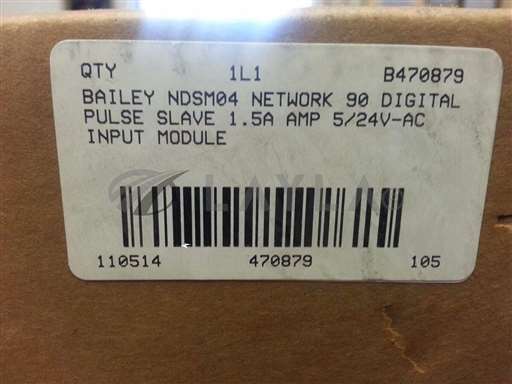 QTY 1L1 B470879
BAILEY NDSM04 NETWORK 90 DIGITAL
PULSE SLAVE 1.5A AMP 5/24V-AC
INPUT MODULE
LAYLA
110514 470879 105